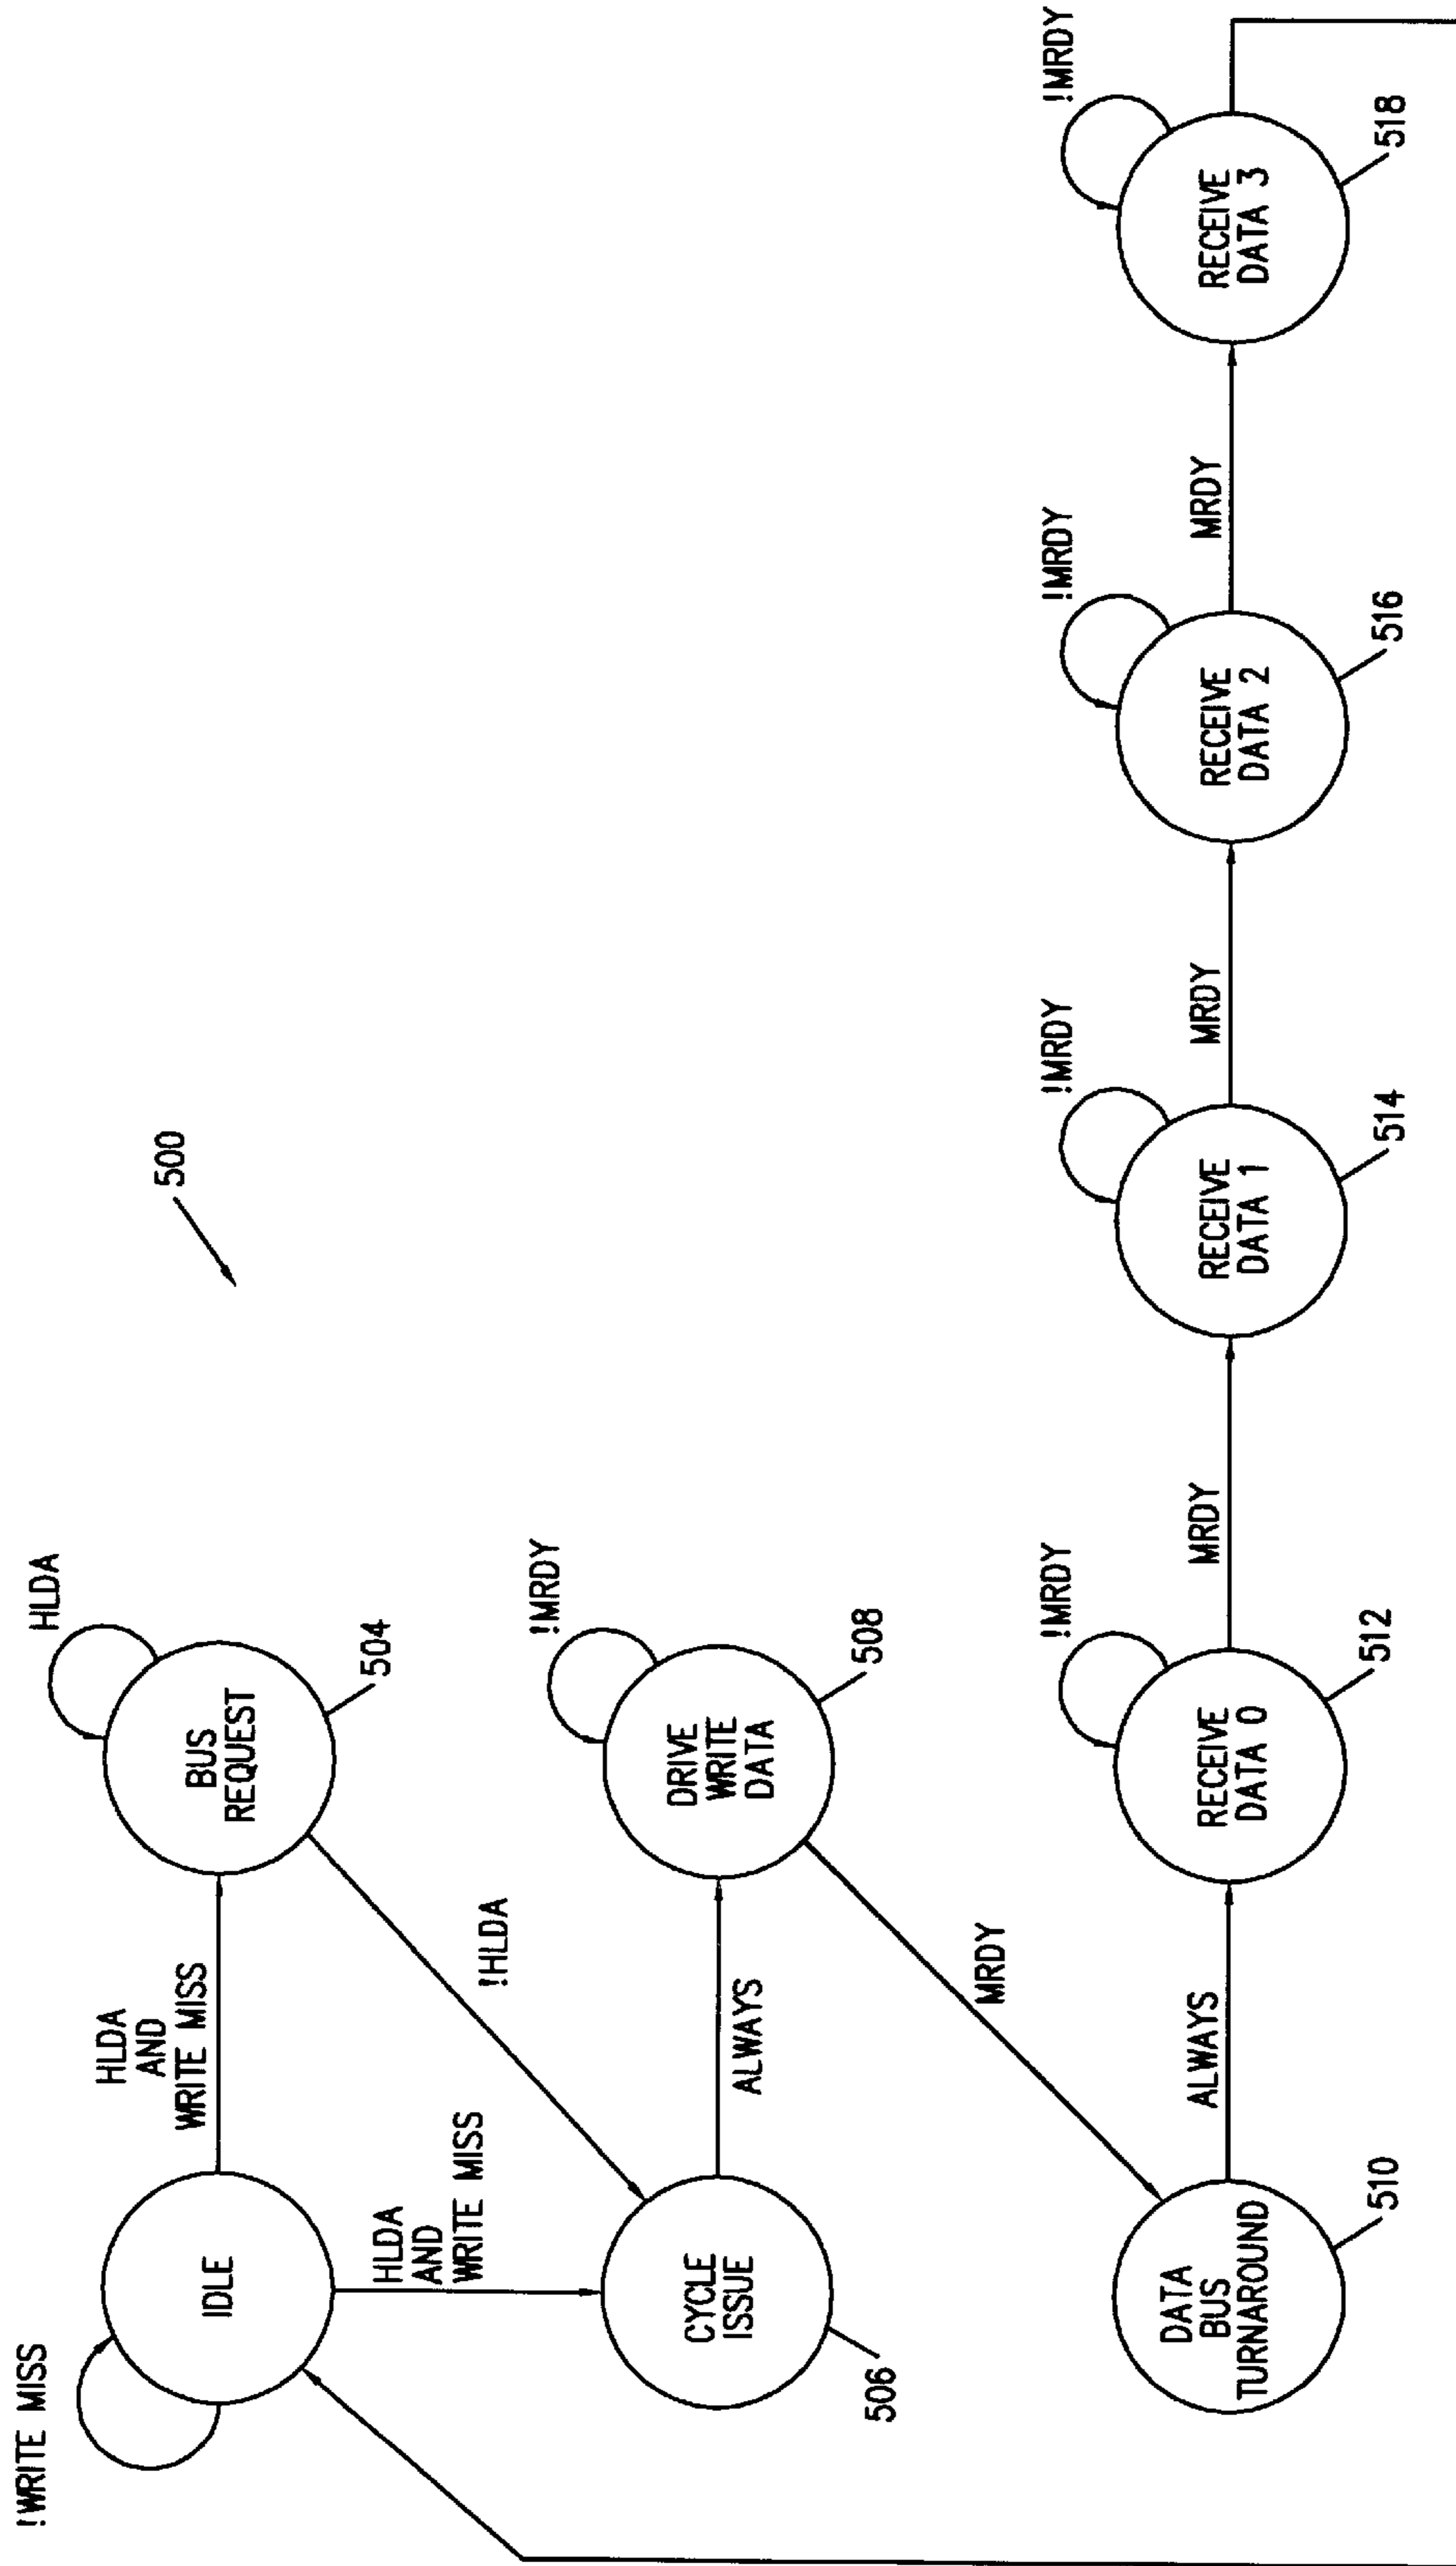 500
!WRITE MISS
IDLE
HLDA
AND
WRITE MISS
HLDA
BUS
REQUEST
504
HLDA
AND
WRITE MISS
!HLDA
CYCLE
ISSUE
506
ALWAYS
!MRDY
DRIVE
WRITE
DATA
508
MRDY
DATA
BUS
TURNAROUND
510
ALWAYS
!MRDY
RECEIVE
DATA 0
512
MRDY
!MRDY
RECEIVE
DATA 1
514
MRDY
!MRDY
RECEIVE
DATA 2
516
MRDY
!MRDY
RECEIVE
DATA 3
518